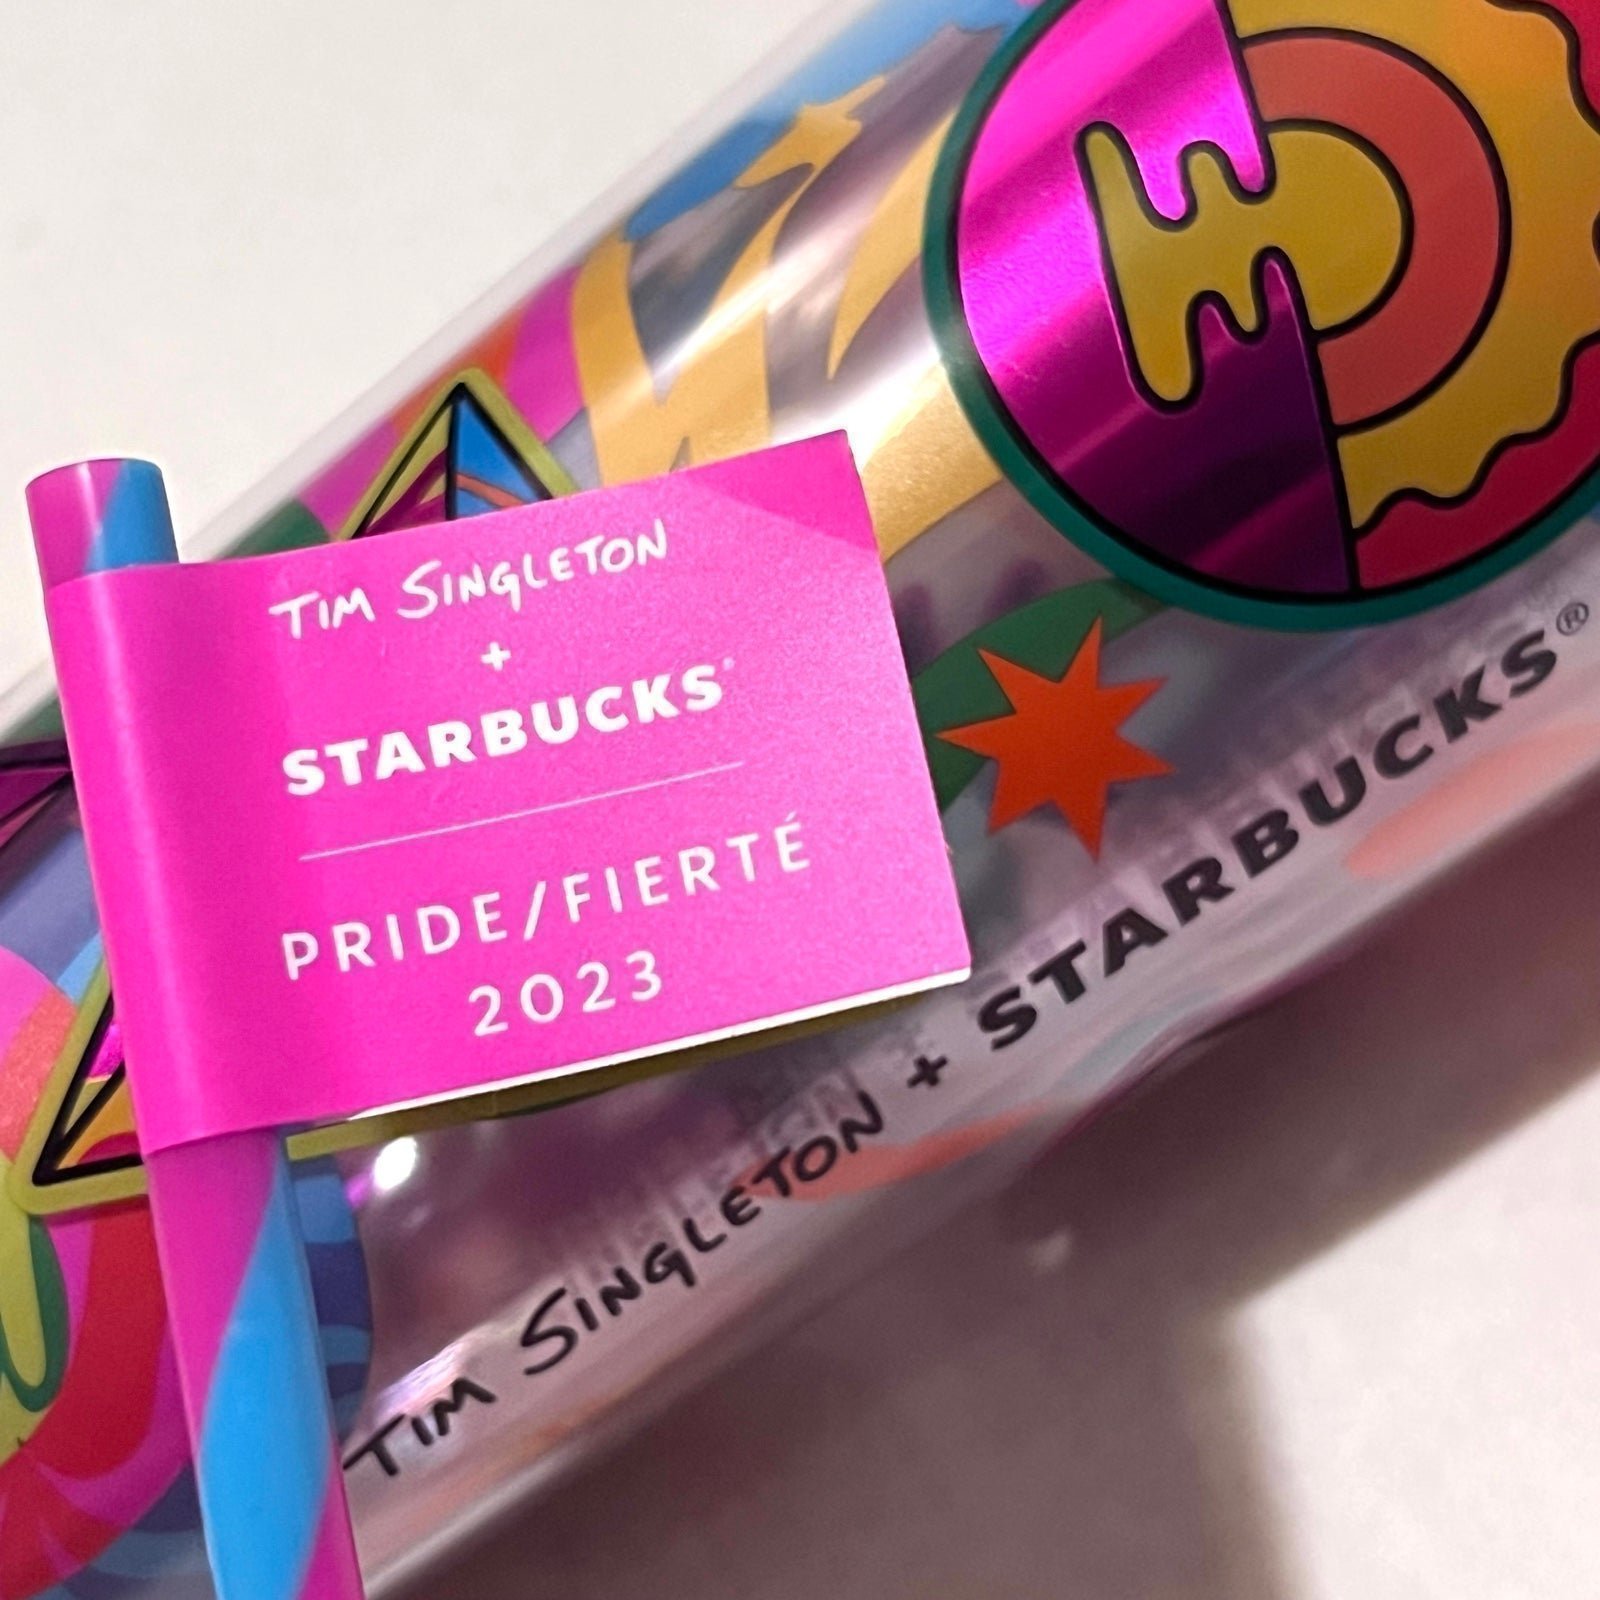 TIM SINGLETON
+
STARBUCKS®
PRIDE/FIERTÉ
2023
TIM SINGLETON + STARBUCKS®